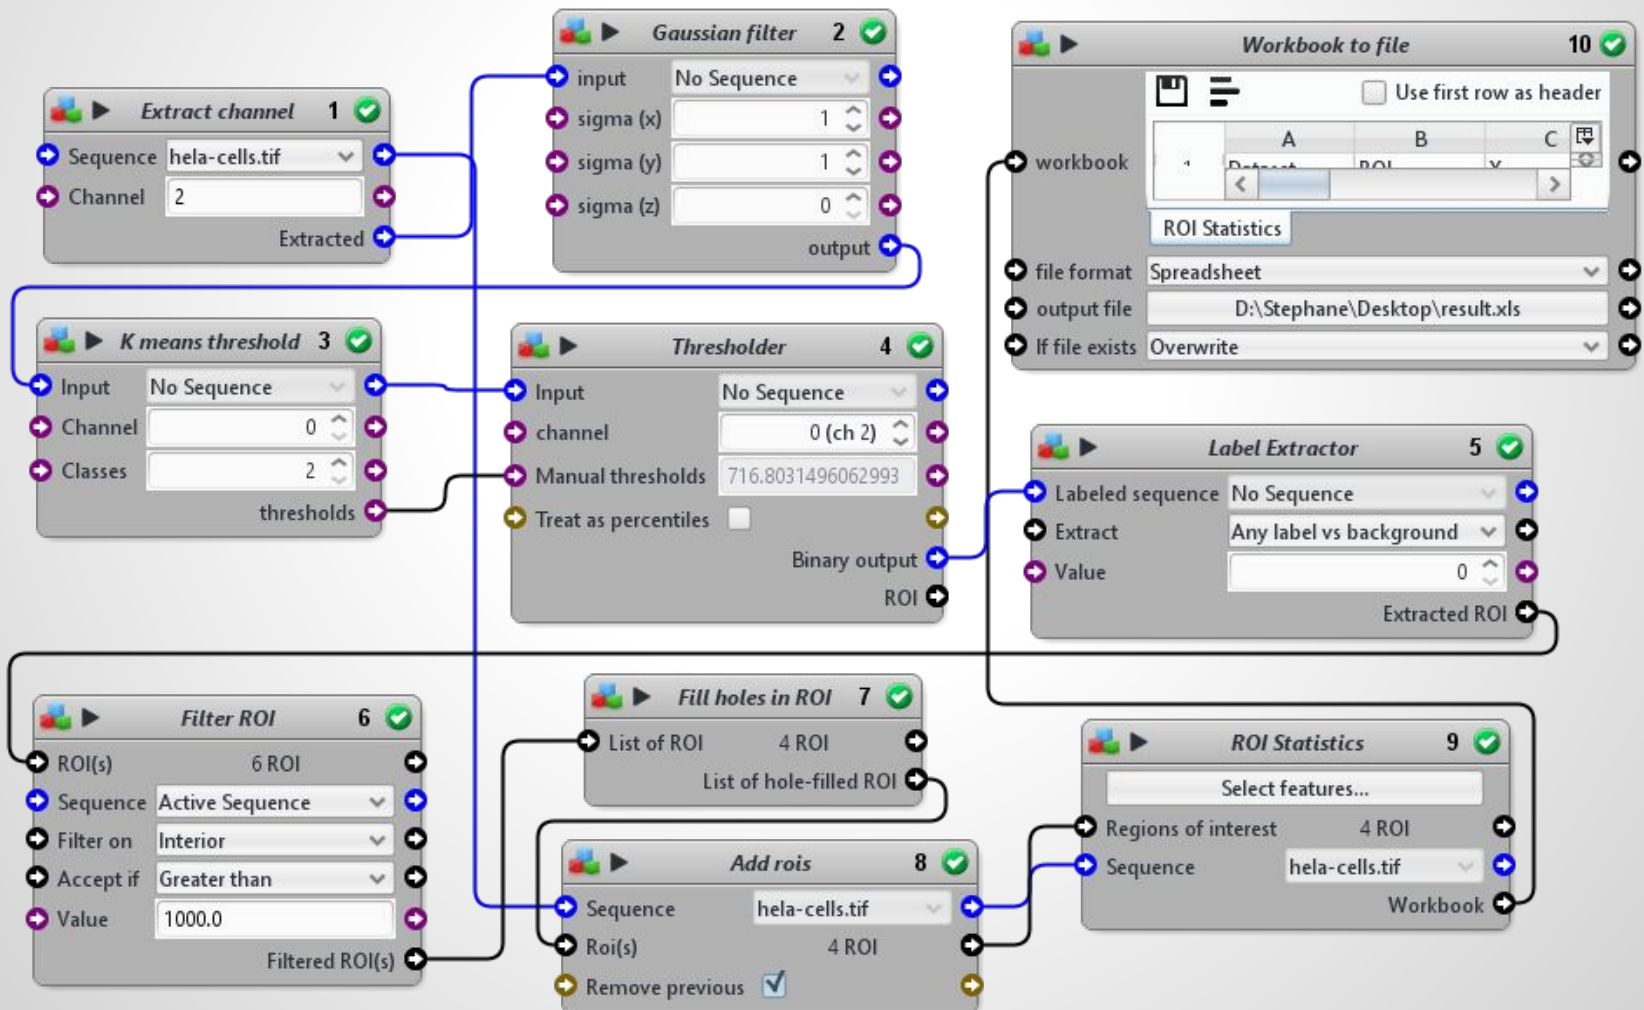 Extract channel 1
Sequence hela-cells.tif
Channel 2
Extracted
Gaussian filter 2
input No Sequence
sigma (x) 1
sigma (y) 1
sigma (z) 0
output
Workbook to file 10
Use first row as header
A B C
workbook 1 Dataset ROI X
ROI Statistics
file format Spreadsheet
output file D:\Stephane\Desktop\result.xls
If file exists Overwrite
K means threshold 3
Input No Sequence
Channel 0
Classes 2
thresholds
Thresholder 4
Input No Sequence
channel 0 (ch 2)
Manual thresholds 716.8031496062993
Treat as percentiles
Binary output
ROI
Label Extractor 5
Labeled sequence No Sequence
Extract Any label vs background
Value 0
Extracted ROI
Filter ROI 6
ROI(s) 6 ROI
Sequence Active Sequence
Filter on Interior
Accept if Greater than
Value 1000.0
Filtered ROI(s)
Fill holes in ROI 7
List of ROI 4 ROI
List of hole-filled ROI
Add rois 8
Sequence hela-cells.tif
Roi(s) 4 ROI
Remove previous
ROI Statistics 9
Select features...
Regions of interest 4 ROI
Sequence hela-cells.tif
Workbook